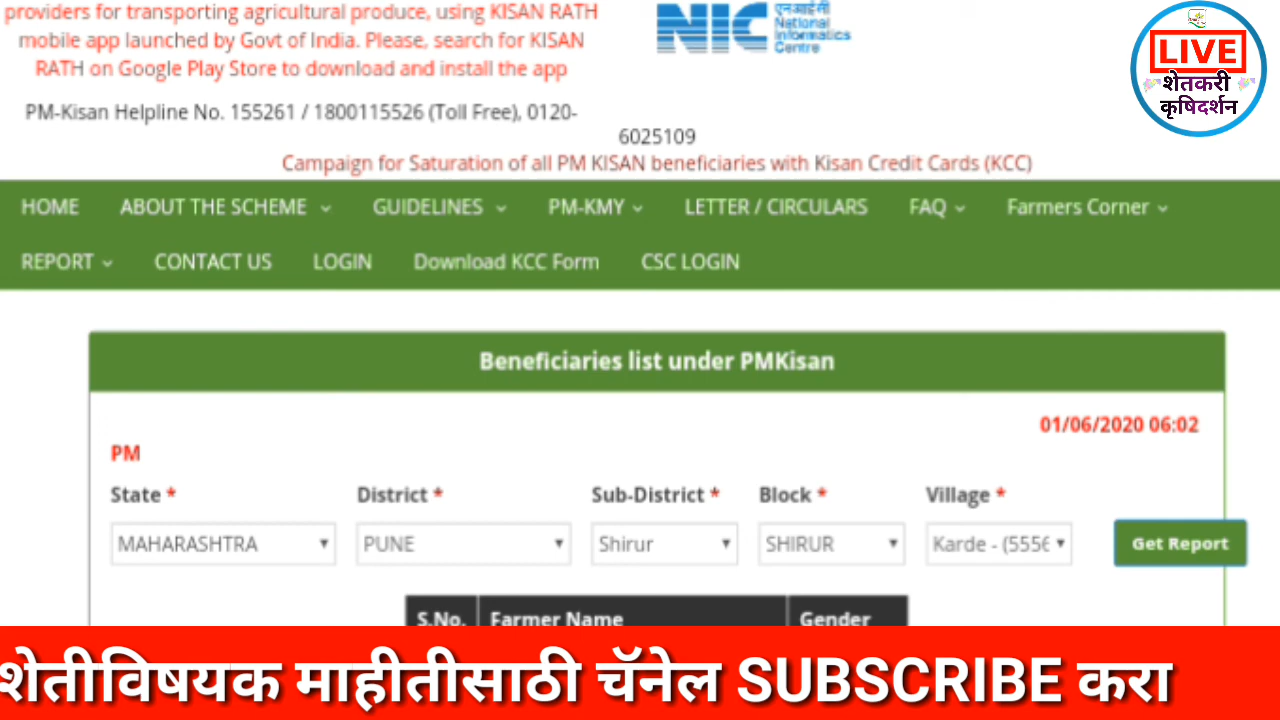 providers for transporting agricultural produce, using KISAN RATH
mobile app launched by Govt of India. Please, search for KISAN
RATH on Google Play Store to download and install the app
NIC एनआईसी
National
Informatics
Centre
LIVE
शेतकरी
कृषिदर्शन
PM-Kisan Helpline No. 155261 / 1800115526 (Toll Free), 0120-
6025109
Campaign for Saturation of all PM KISAN beneficiaries with Kisan Credit Cards (KCC)
HOME ABOUT THE SCHEME GUIDELINES PM-KMY LETTER / CIRCULARS FAQ Farmers Corner
REPORT CONTACT US LOGIN Download KCC Form CSC LOGIN
Beneficiaries list under PMKisan
01/06/2020 06:02
PM
State * District * Sub-District * Block * Village *
MAHARASHTRA PUNE Shirur SHIRUR Karde - (5556 Get Report
S.No. Farmer Name Gender
शेतीविषयक माहीतीसाठी चॅनेल SUBSCRIBE करा